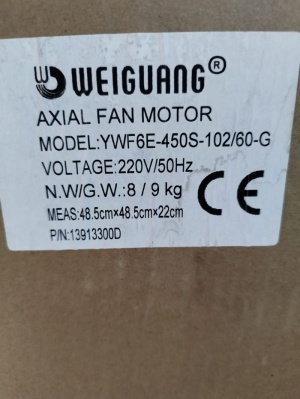 WEIGUANG®
AXIAL FAN MOTOR
MODEL:YWF6E-450S-102/60-G
VOLTAGE:220V/50Hz
N.W/G.W.:8 / 9 kg
MEAS:48.5cm×48.5cm×22cm
P/N:13913300D
CE